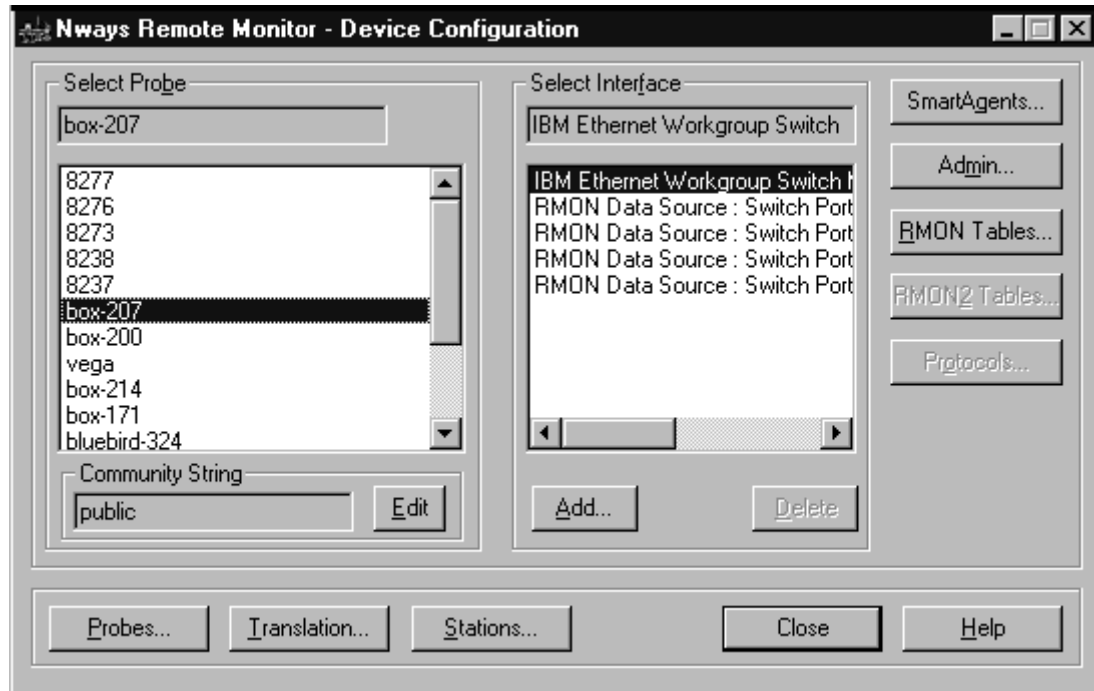 Nways Remote Monitor - Device Configuration
Select Probe
box-207
8277
8276
8273
8238
8237
box-207
box-200
vega
box-214
box-171
bluebird-324
Community String
public
Edit
Select Interface
IBM Ethernet Workgroup Switch
IBM Ethernet Workgroup Switch
RMON Data Source : Switch Port
RMON Data Source : Switch Port
RMON Data Source : Switch Port
RMON Data Source : Switch Port
Add...
Delete
SmartAgents...
Admin...
RMON Tables...
RMON2 Tables...
Protocols...
Probes...
Translation...
Stations...
Close
Help